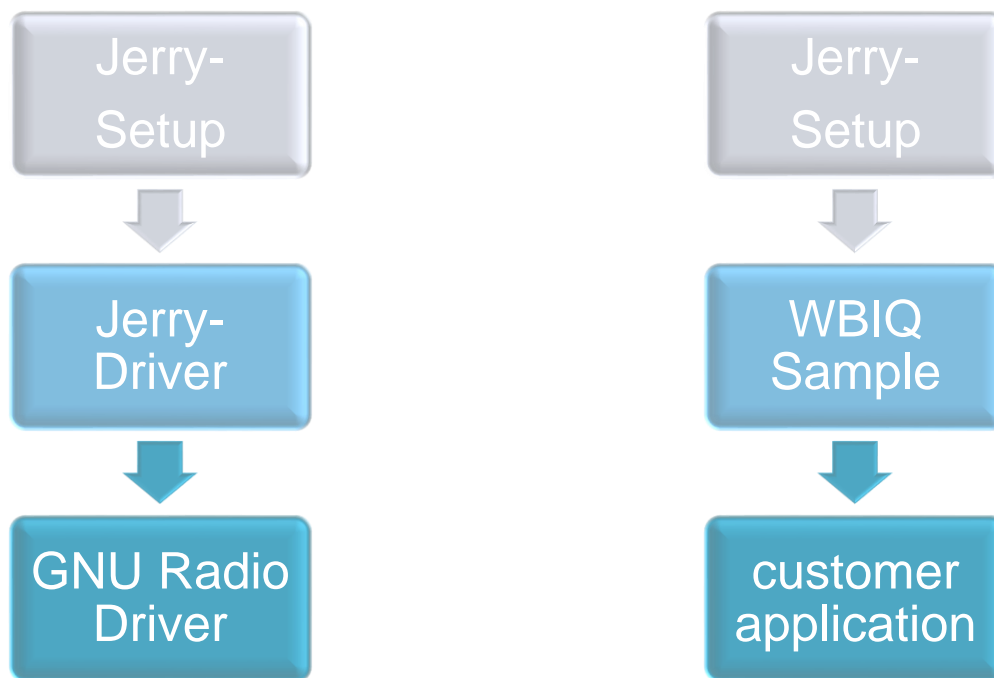 Jerry-
Setup
Jerry-
Driver
GNU Radio
Driver
Jerry-
Setup
WBIQ
Sample
customer
application